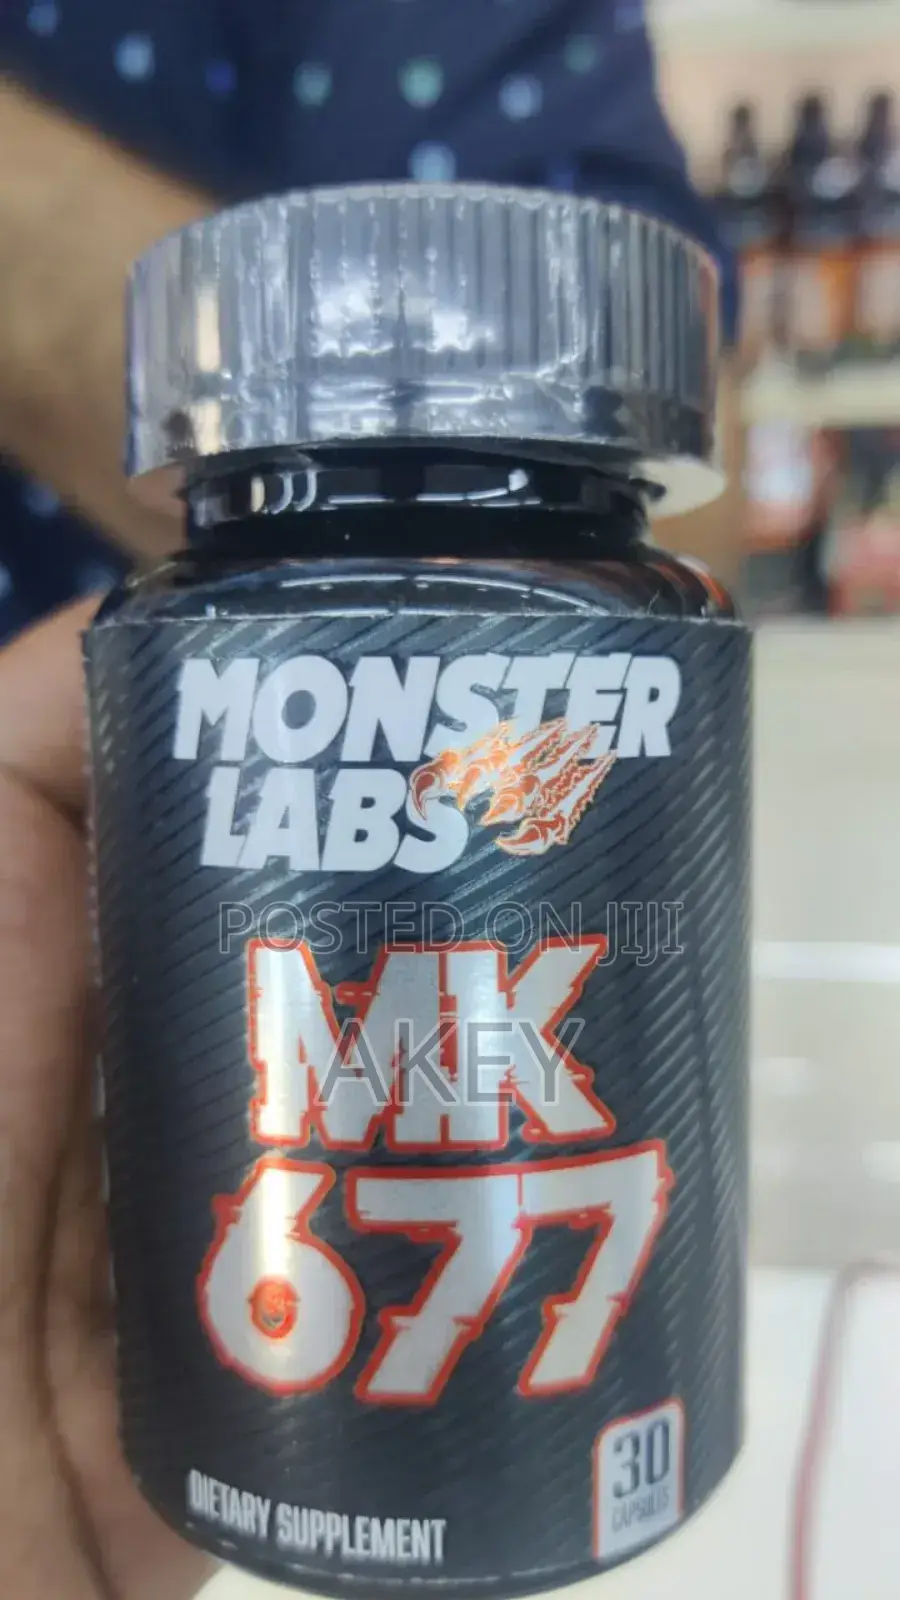 MONSTER
LABS
POSTED ON JIJI
MK
AKEY
677
30
CAPSULES
DIETARY SUPPLEMENT